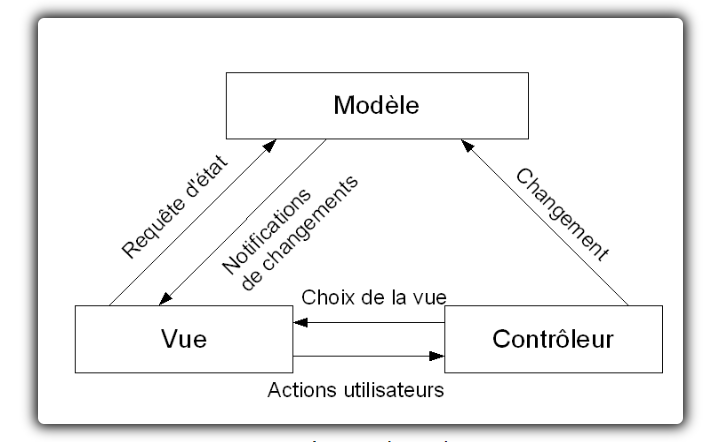 Modèle
Requête d'état
Notifications
de changements
Changement
Choix de la vue
Vue
Contrôleur
Actions utilisateurs